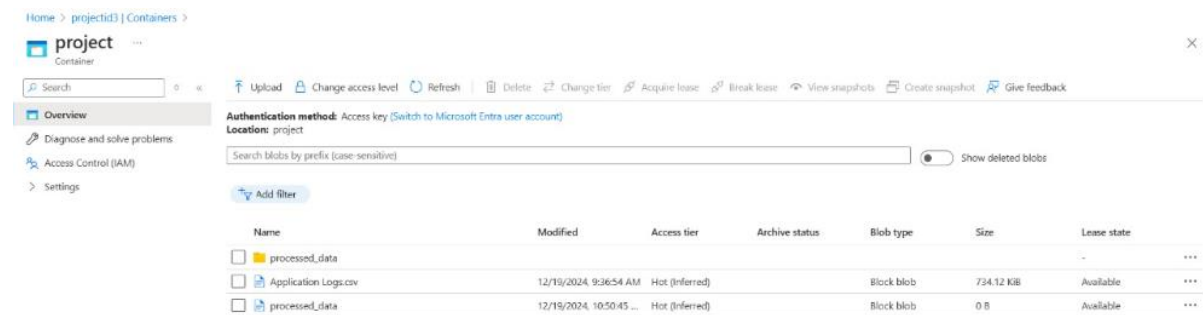 Home > projectid3 | Containers >
project ...
Container
Search
Upload Change access level Refresh Delete Change tier Acquire lease Break lease View snapshots Create snapshot Give feedback
Overview
Diagnose and solve problems
Access Control (IAM)
Settings
Authentication method: Access key (Switch to Microsoft Entra user account)
Location: project
Search blobs by prefix (case-sensitive)
Show deleted blobs
Add filter
Name Modified Access tier Archive status Blob type Size Lease state
processed_data -
Application Logs.csv 12/19/2024, 9:36:54 AM Hot (Inferred) Block blob 734.12 KiB Available
processed_data 12/19/2024, 10:50:45 ... Hot (Inferred) Block blob 0 B Available